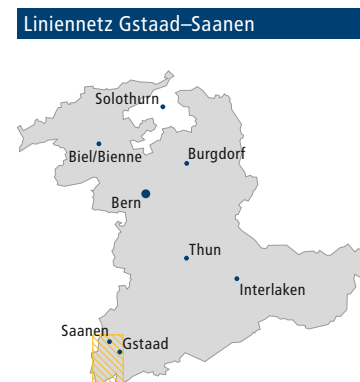 Liniennetz Gstaad–Saanen
Solothurn
Biel/Bienne
Burgdorf
Bern
Thun
Interlaken
Saanen
Gstaad